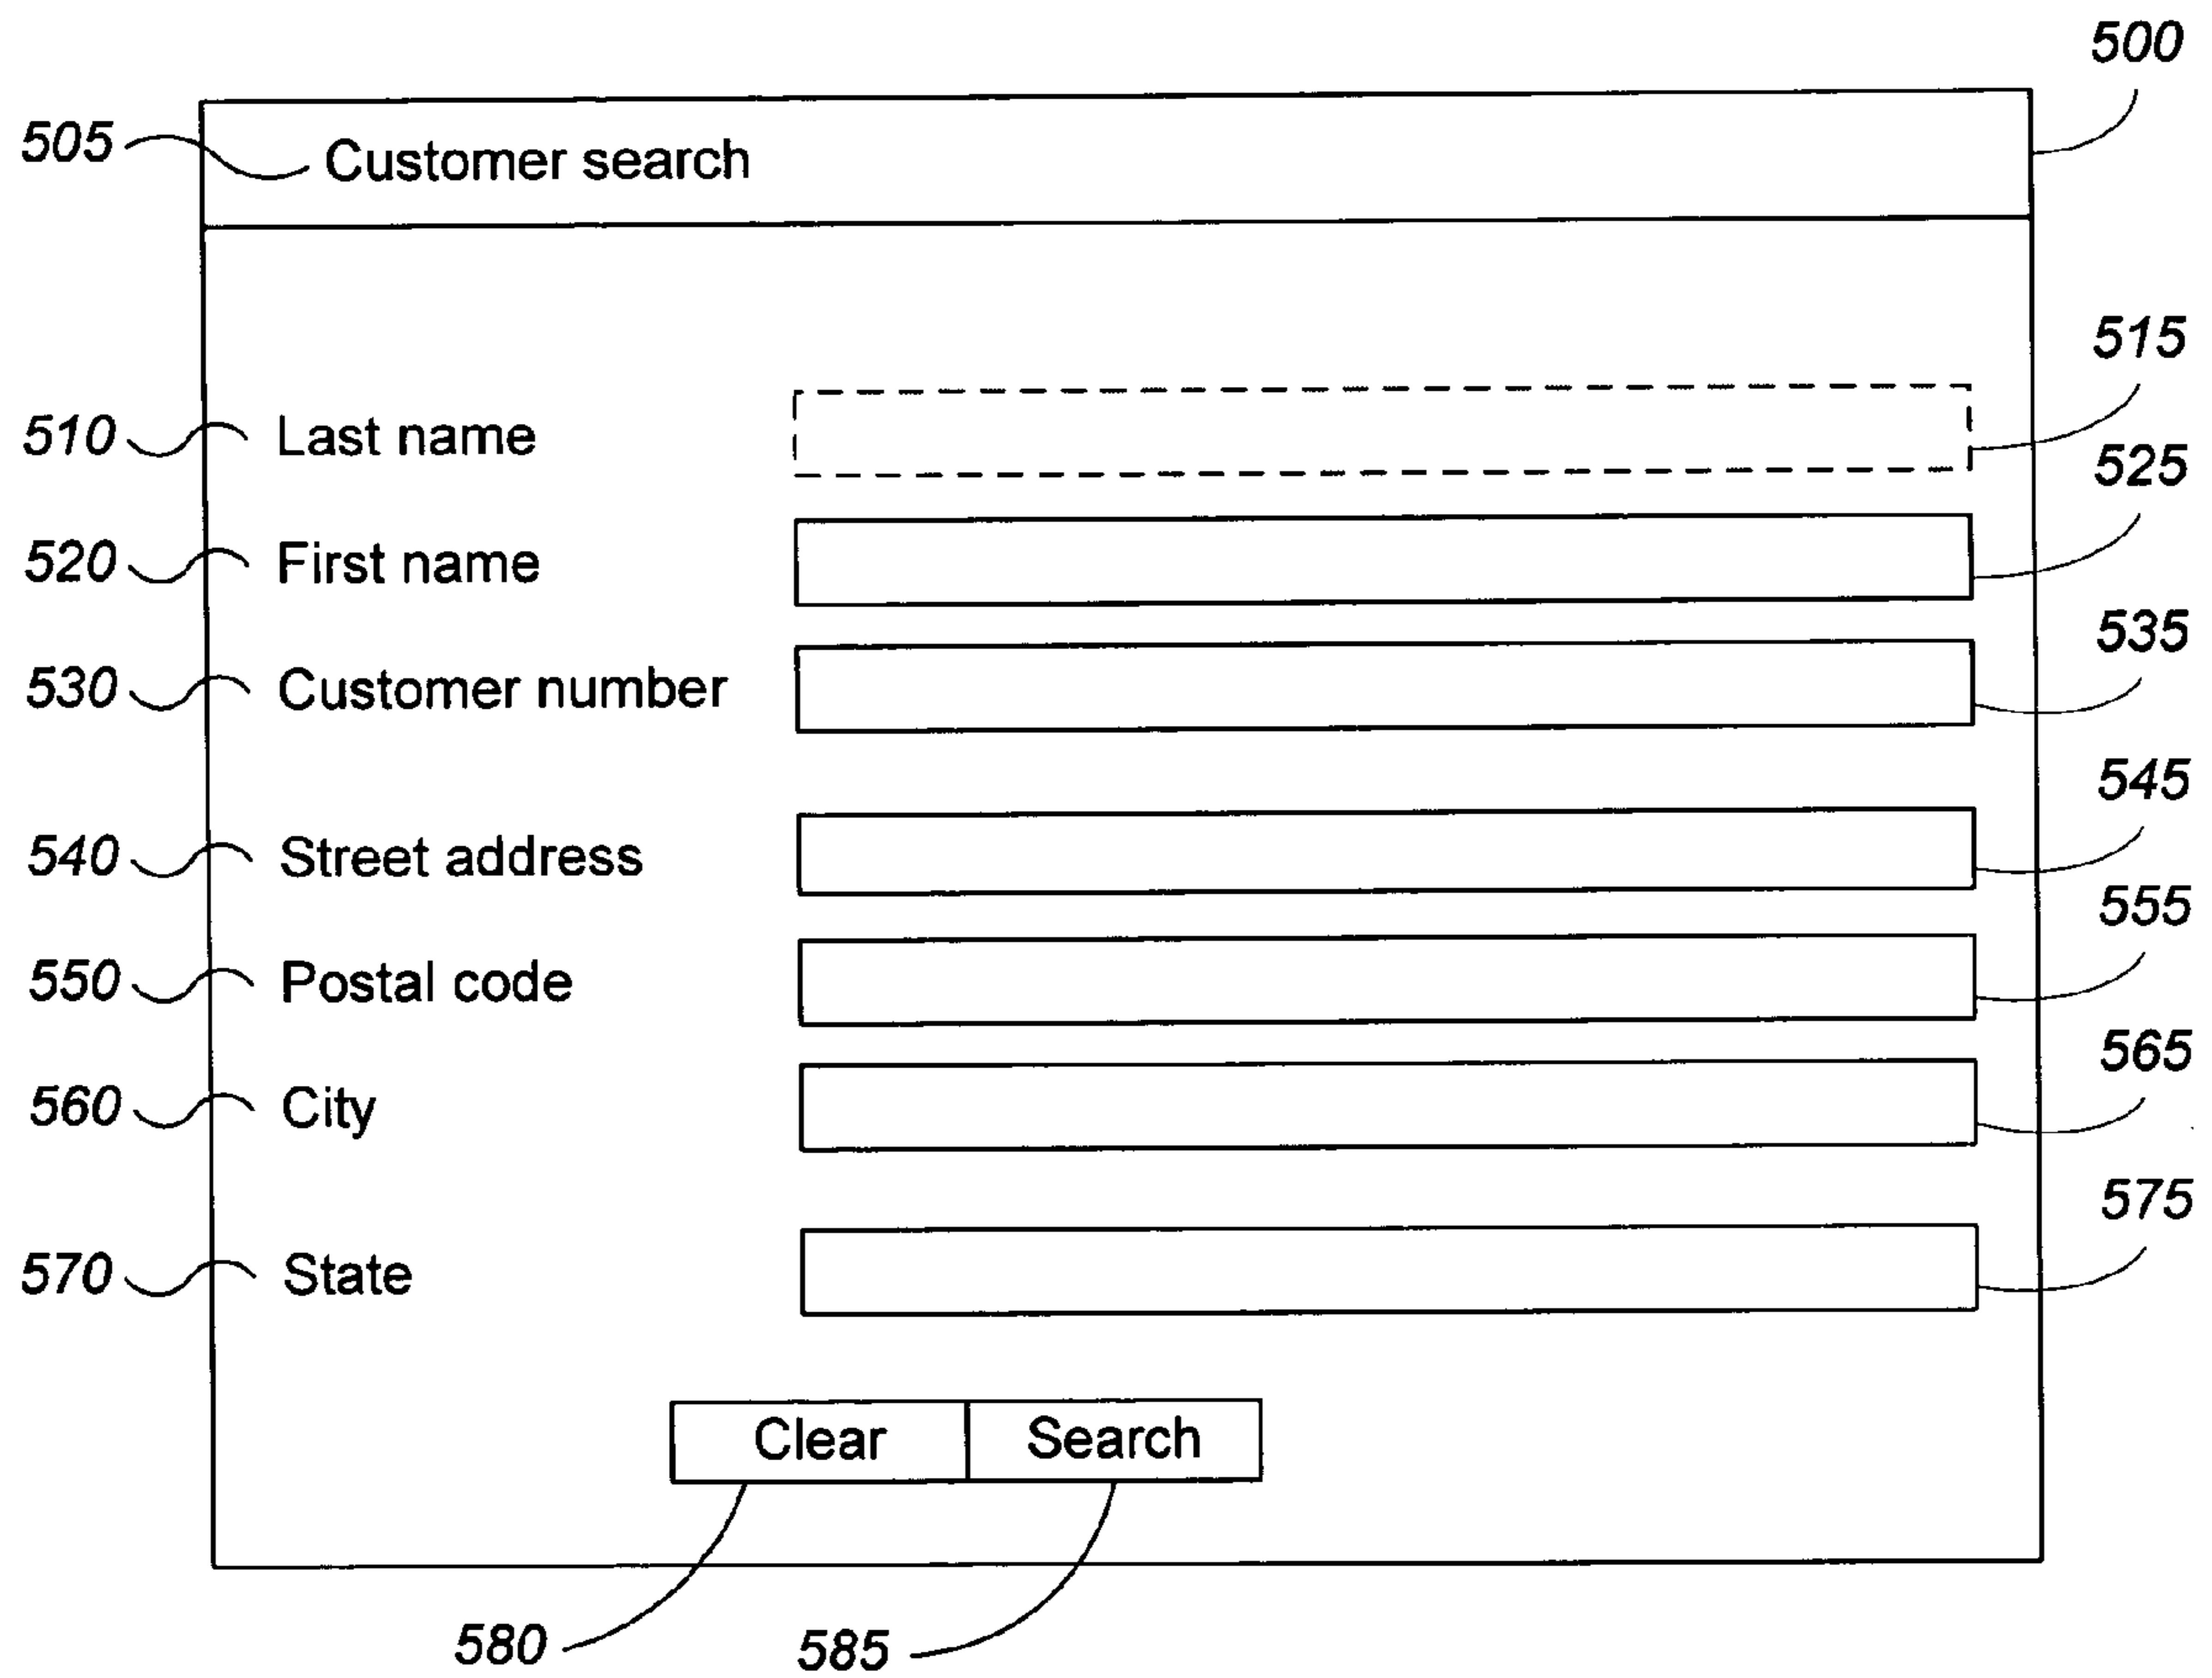 500
505 Customer search
515
510 Last name
525
520 First name
535
530 Customer number
545
540 Street address
555
550 Postal code
565
560 City
575
570 State
Clear Search
580 585